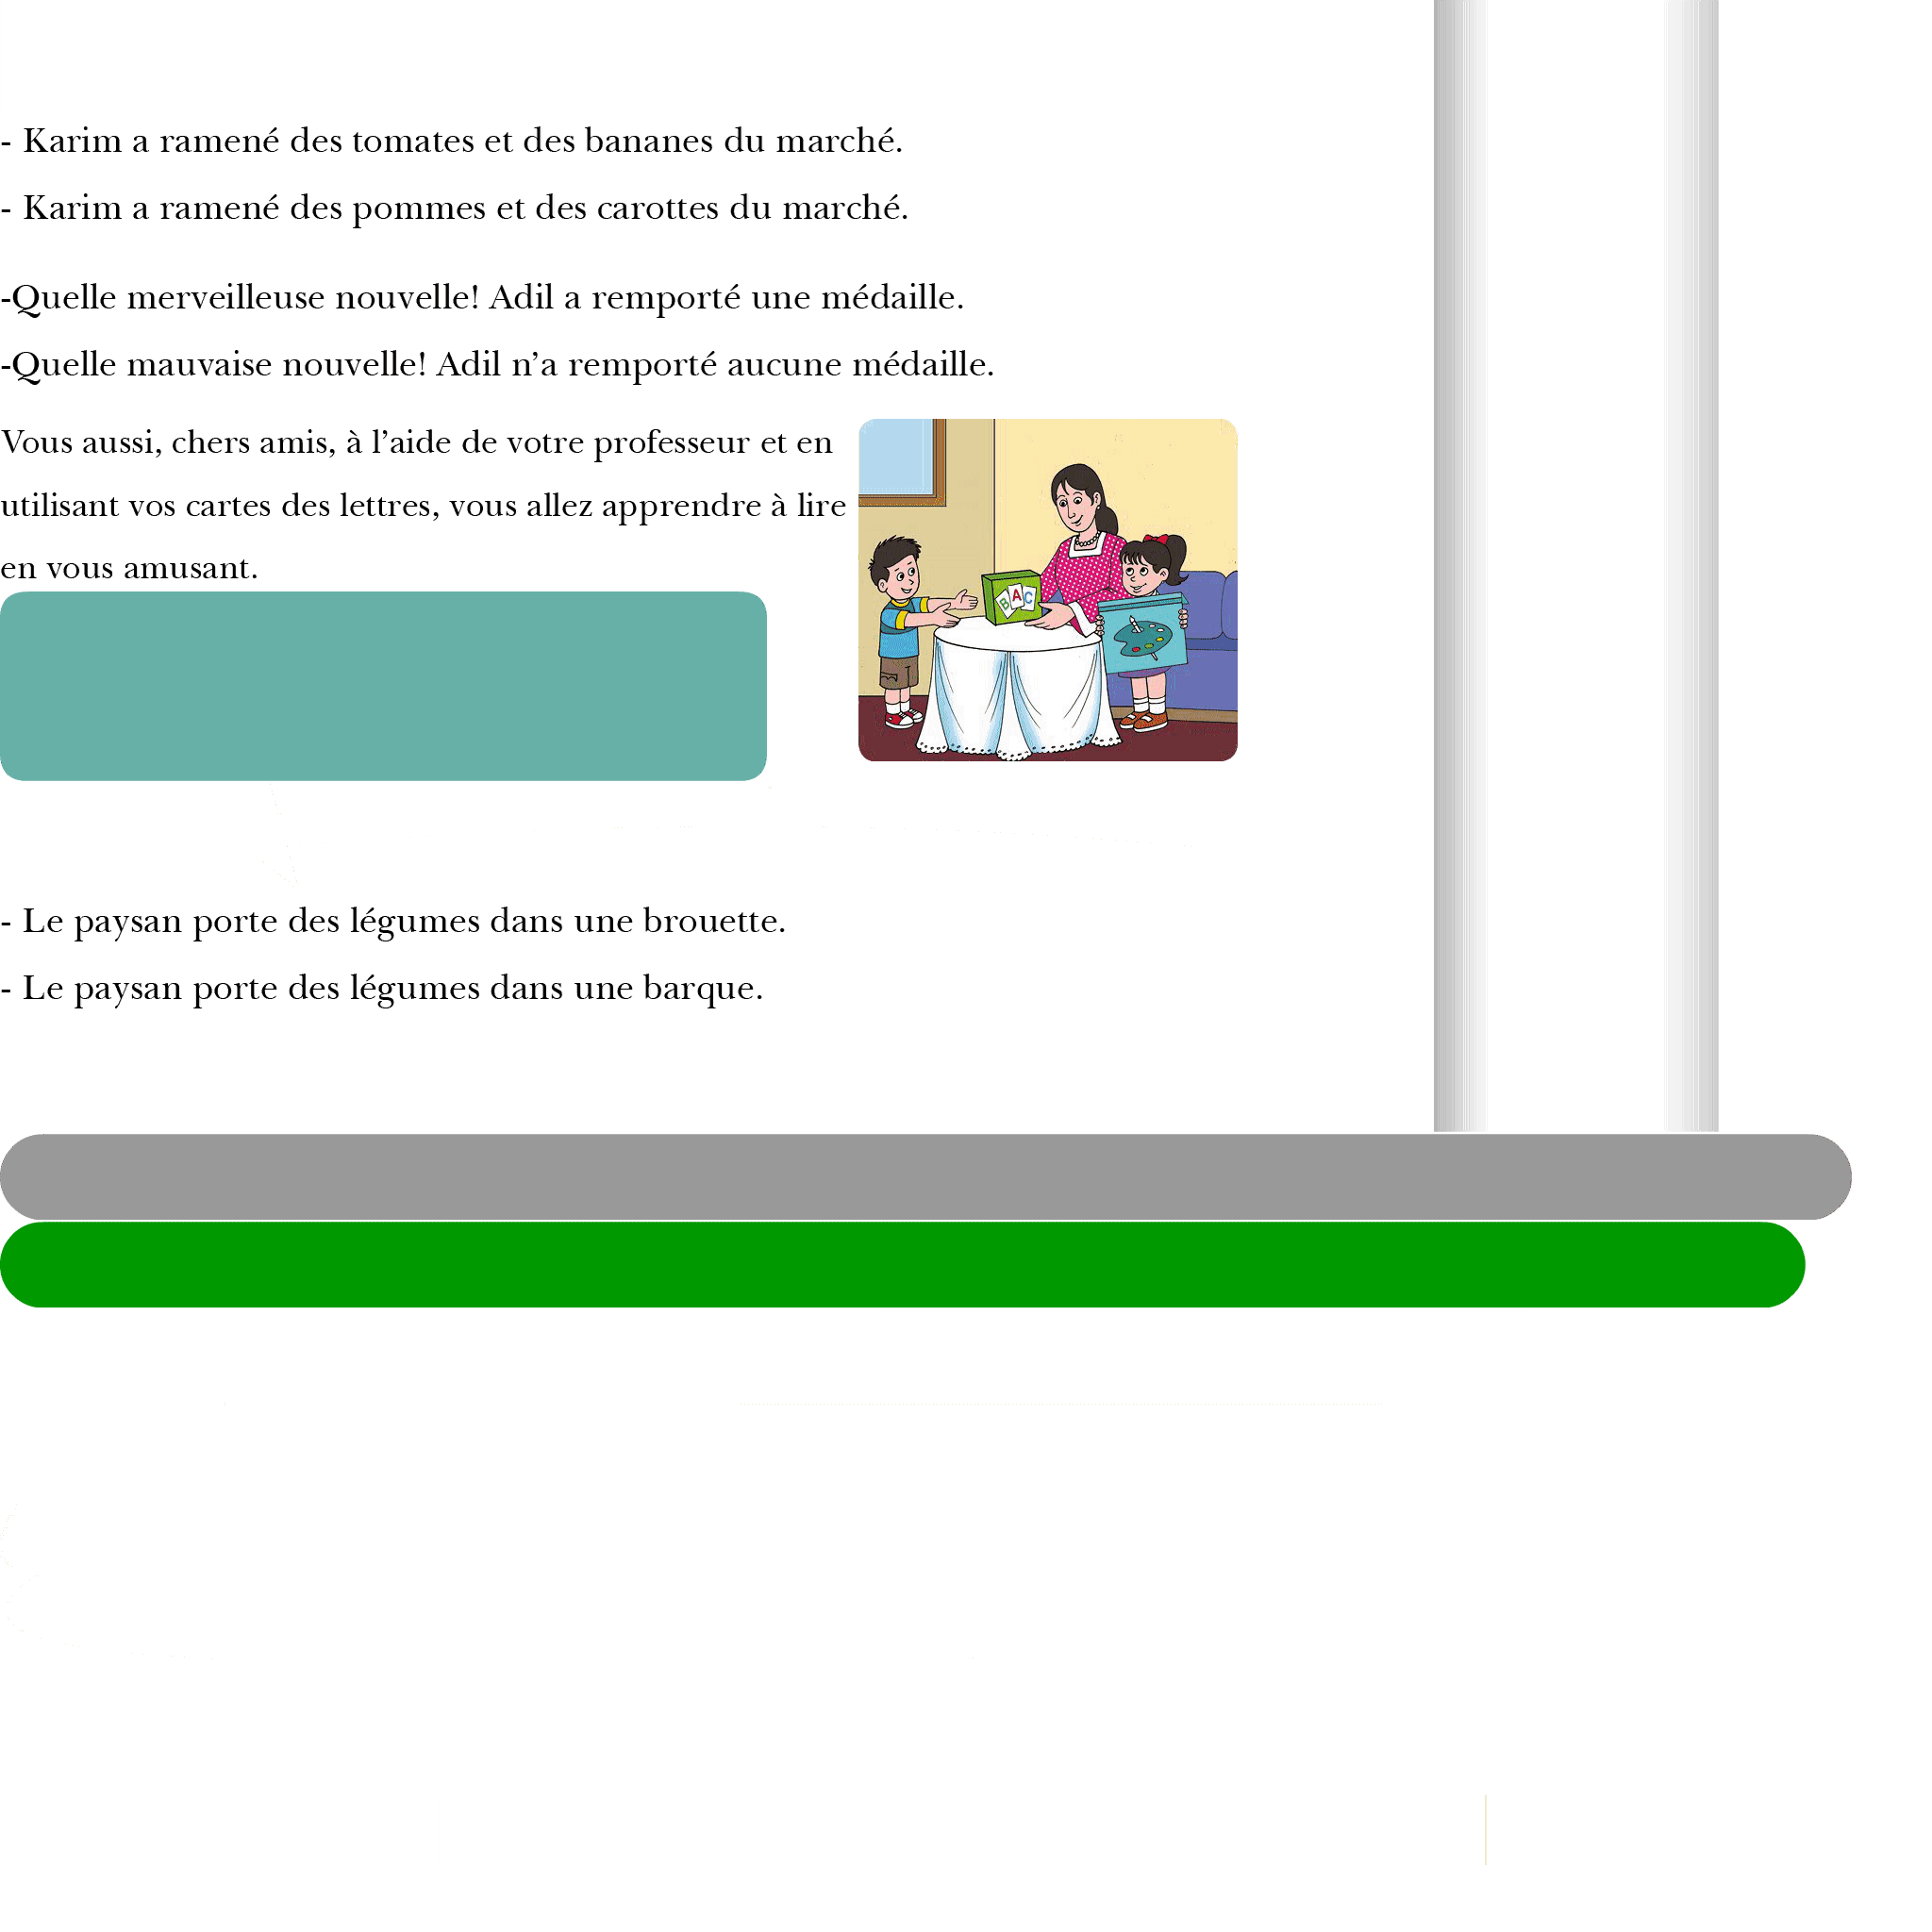 - Karim a ramené des tomates et des bananes du marché.
- Karim a ramené des pommes et des carottes du marché.
-Quelle merveilleuse nouvelle! Adil a remporté une médaille.
-Quelle mauvaise nouvelle! Adil n’a remporté aucune médaille.
Vous aussi, chers amis, à l’aide de votre professeur et en
utilisant vos cartes des lettres, vous allez apprendre à lire
en vous amusant.
B A C
- Le paysan porte des légumes dans une brouette.
- Le paysan porte des légumes dans une barque.